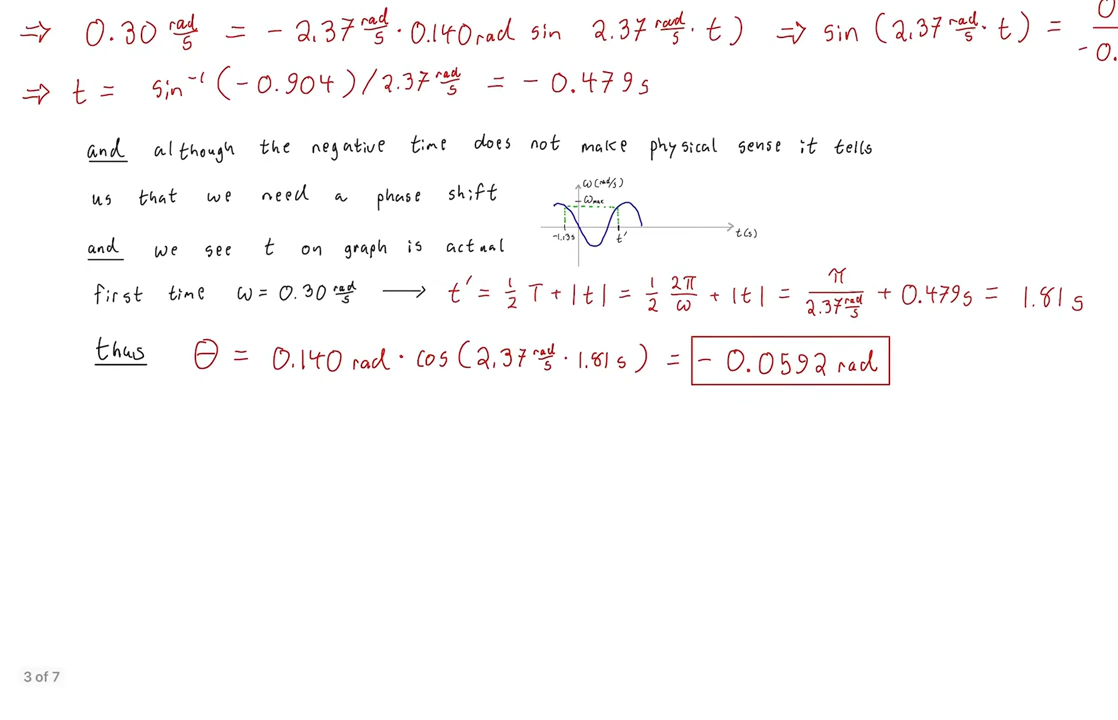 ⇒ 0.30 rad/s = - 2.37 rad/s · 0.140 rad sin 2.37 rad/s · t) ⇒ sin (2.37 rad/s · t) = 0/-0.
⇒ t = sin⁻¹ (-0.904) / 2.37 rad/s = - 0.479 s
and although the negative time does not make physical sense it tells
us that we need a phase shift
ω (rad/s)
ωmax
-1.13s t' t(s)
and we see t on graph is actual
first time ω = 0.30 rad/s ⟶ t' = 1/2 T + |t| = 1/2 2π/ω + |t| = π/2.37 rad/s + 0.479 s = 1.81 s
thus θ = 0.140 rad · cos (2.37 rad/s · 1.81 s) = - 0.0592 rad
3 of 7